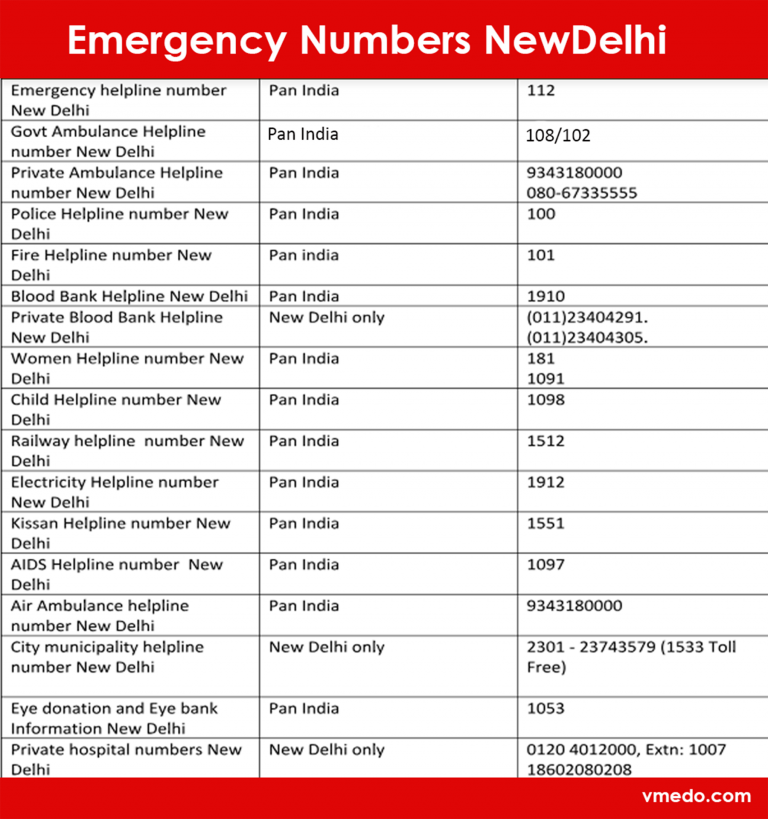 Emergency Numbers NewDelhi
Emergency helpline number Pan India 112
New Delhi
Govt Ambulance Helpline Pan India 108/102
number New Delhi
Private Ambulance Helpline Pan India 9343180000
number New Delhi 080-67335555
Police Helpline number New Pan India 100
Delhi
Fire Helpline number New Pan india 101
Delhi
Blood Bank Helpline New Delhi Pan India 1910
Private Blood Bank Helpline New Delhi only (011)23404291.
New Delhi (011)23404305.
Women Helpline number New Pan India 181
Delhi 1091
Child Helpline number New Pan India 1098
Delhi
Railway helpline  number New Pan India 1512
Delhi
Electricity Helpline number Pan India 1912
New Delhi
Kissan Helpline number New Pan India 1551
Delhi
AIDS Helpline number  New Pan India 1097
Delhi
Air Ambulance helpline Pan India 9343180000
number New Delhi
City municipality helpline New Delhi only 2301 - 23743579 (1533 Toll
number New Delhi Free)
Eye donation and Eye bank Pan India 1053
Information New Delhi
Private hospital numbers New New Delhi only 0120 4012000, Extn: 1007
Delhi 18602080208
vmedo.com